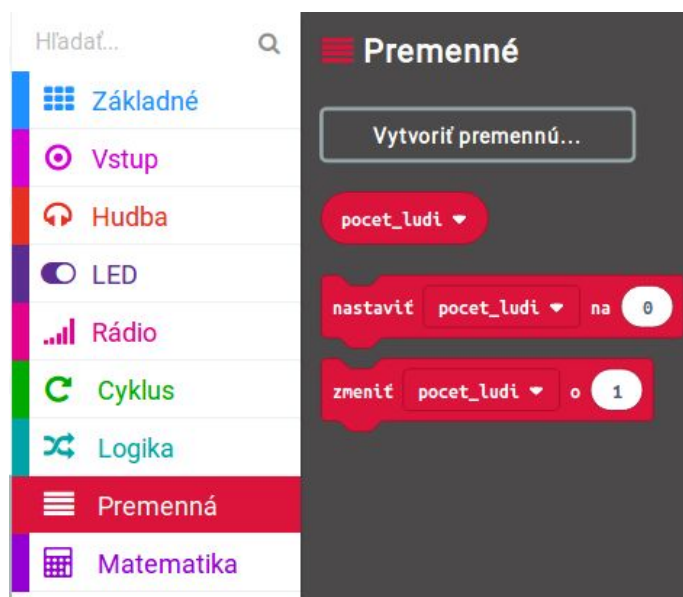 Hľadať...
Základné
Vstup
Hudba
LED
Rádio
Cyklus
Logika
Premenná
Matematika
Premenné
Vytvoriť premennú...
pocet_ludi
nastaviť pocet_ludi na 0
zmeniť pocet_ludi o 1